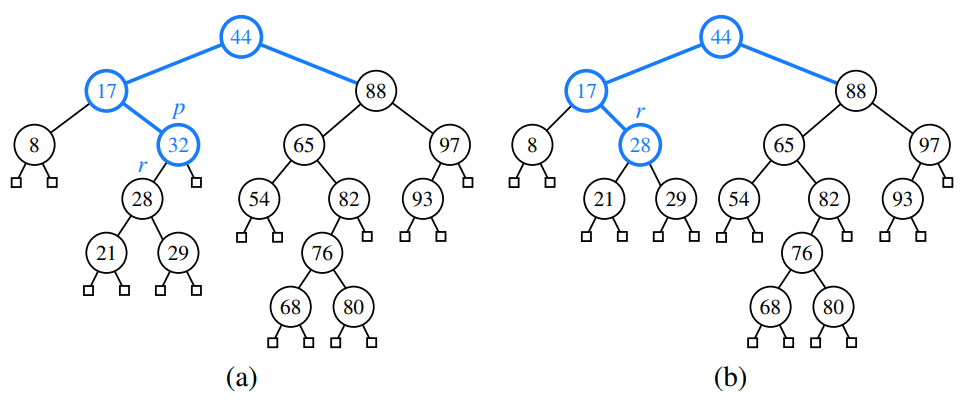 44 44
17 88 17 88
p r
8 32 65 97 8 28 65 97
r
28 54 82 93 21 29 54 82 93
21 29 76 76
68 80 68 80
(a) (b)